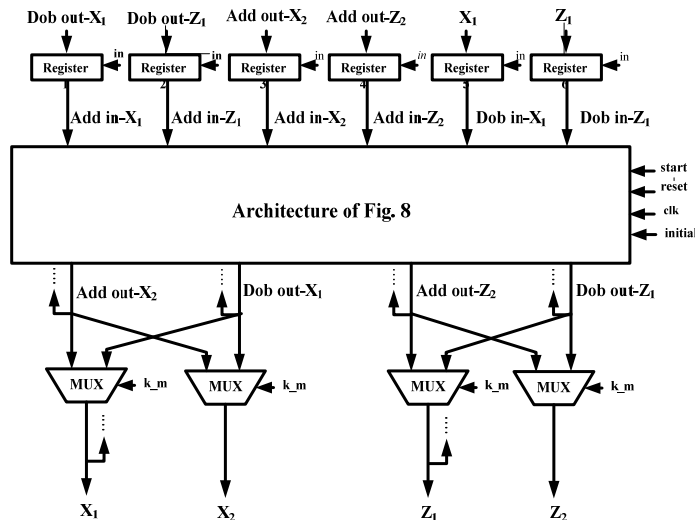 Dob out-X1 Dob out-Z1 Add out-X2 Add out-Z2 X1 Z1
in in in in in in
Register Register Register Register Register Register
1 2 3 4 5 6
Add in-X1 Add in-Z1 Add in-X2 Add in-Z2 Dob in-X1 Dob in-Z1
start
reset
Architecture of Fig. 8
clk
initial
Add out-X2 Dob out-X1 Add out-Z2 Dob out-Z1
MUX k_m MUX k_m MUX k_m MUX k_m
X1 X2 Z1 Z2